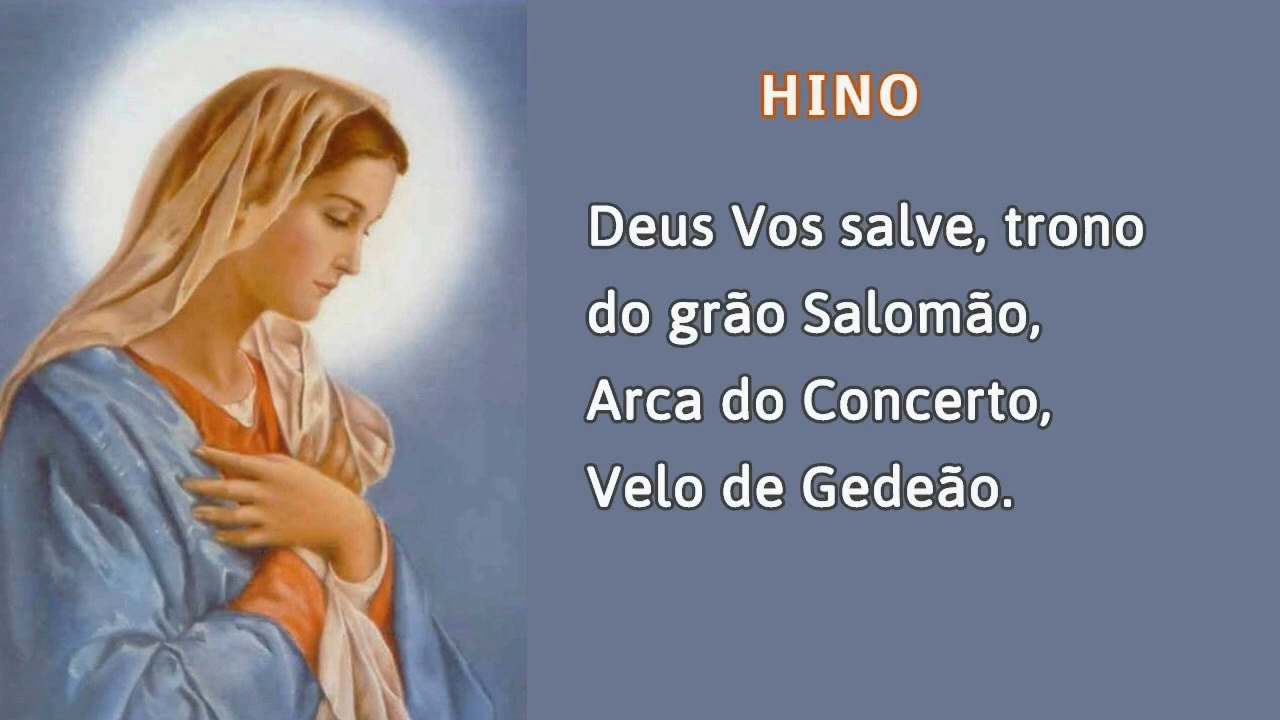 HINO
Deus Vos salve, trono
do grão Salomão,
Arca do Concerto,
Velo de Gedeão.